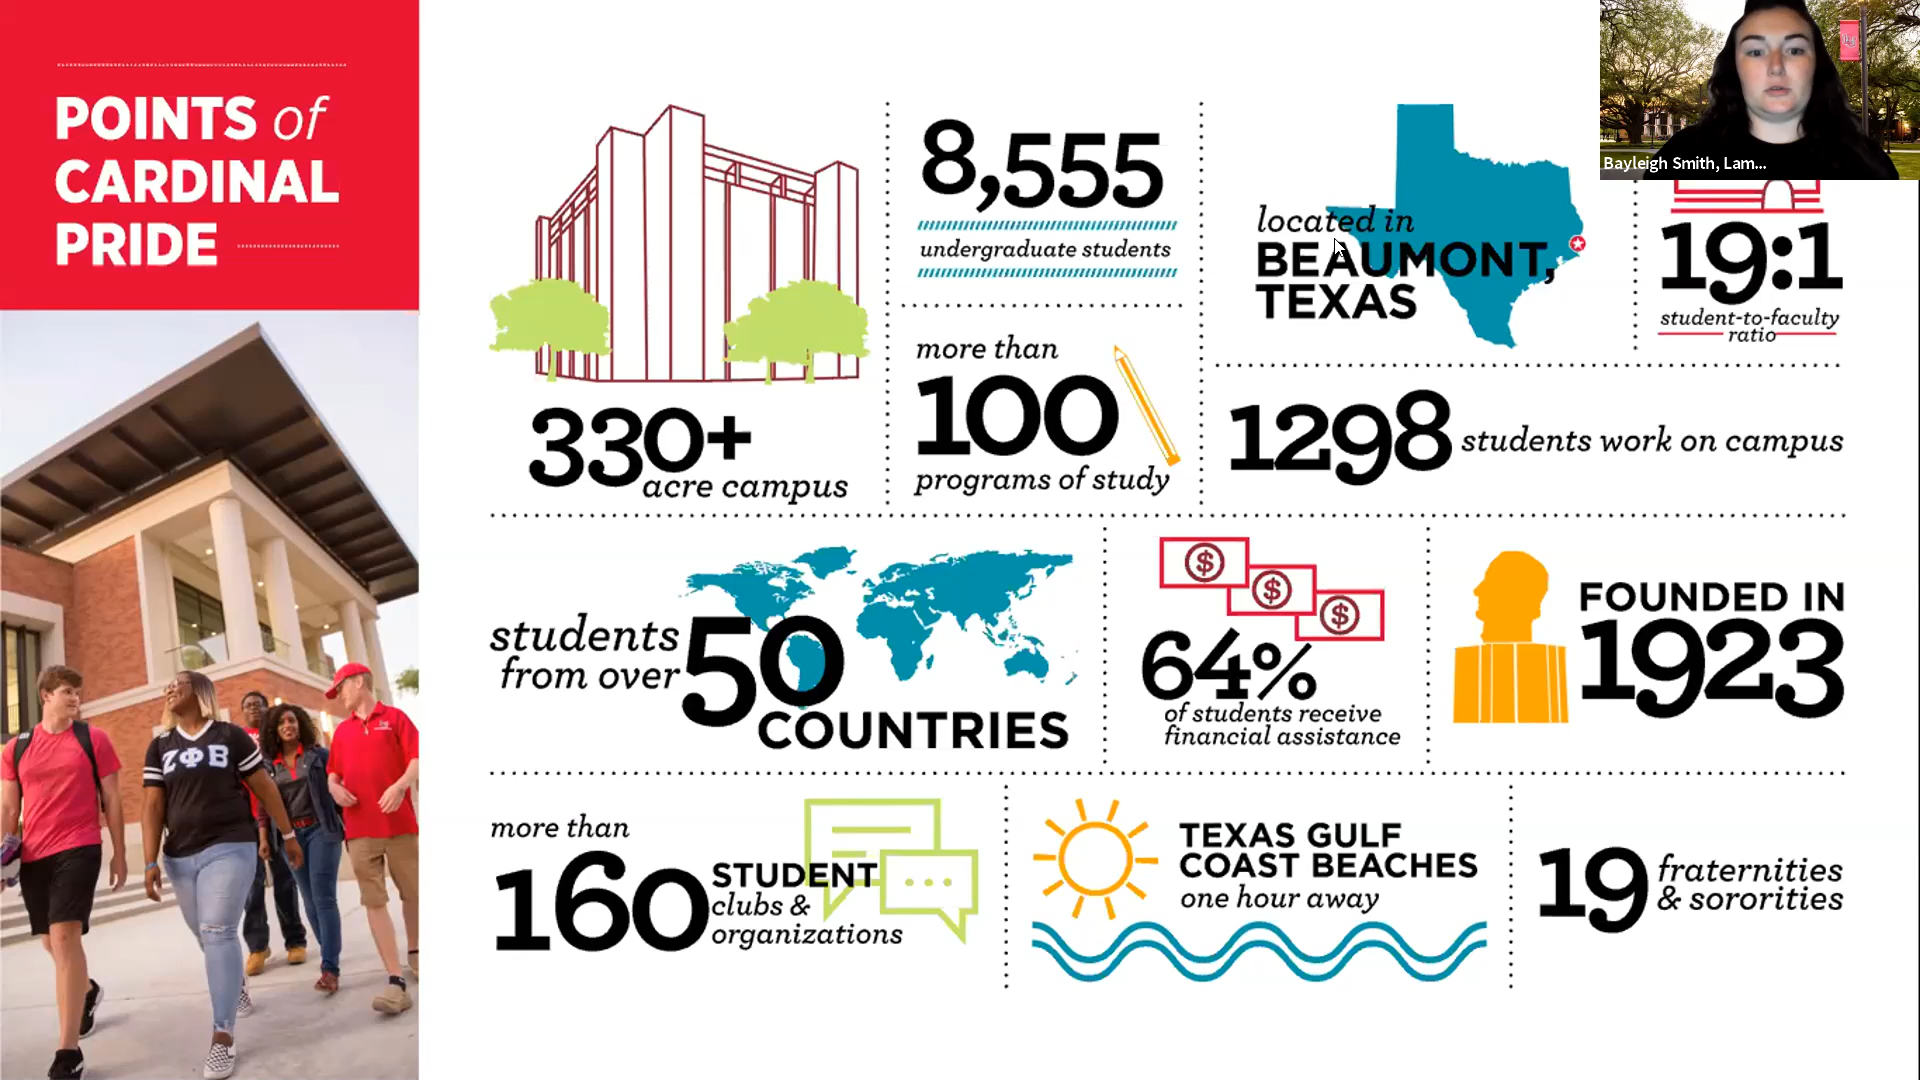 POINTS of
CARDINAL
PRIDE
330+
acre campus
8,555
undergraduate students
more than
100
programs of study
located in
BEAUMONT,
TEXAS
Bayleigh Smith, Lam...
19:1
student-to-faculty
ratio
1298 students work on campus
students
from over
50
COUNTRIES
$
$
$
64%
of students receive
financial assistance
FOUNDED IN
1923
more than
160
STUDENT
clubs &
organizations
TEXAS GULF
COAST BEACHES
one hour away
19
fraternities
& sororities
ΖΦΒ